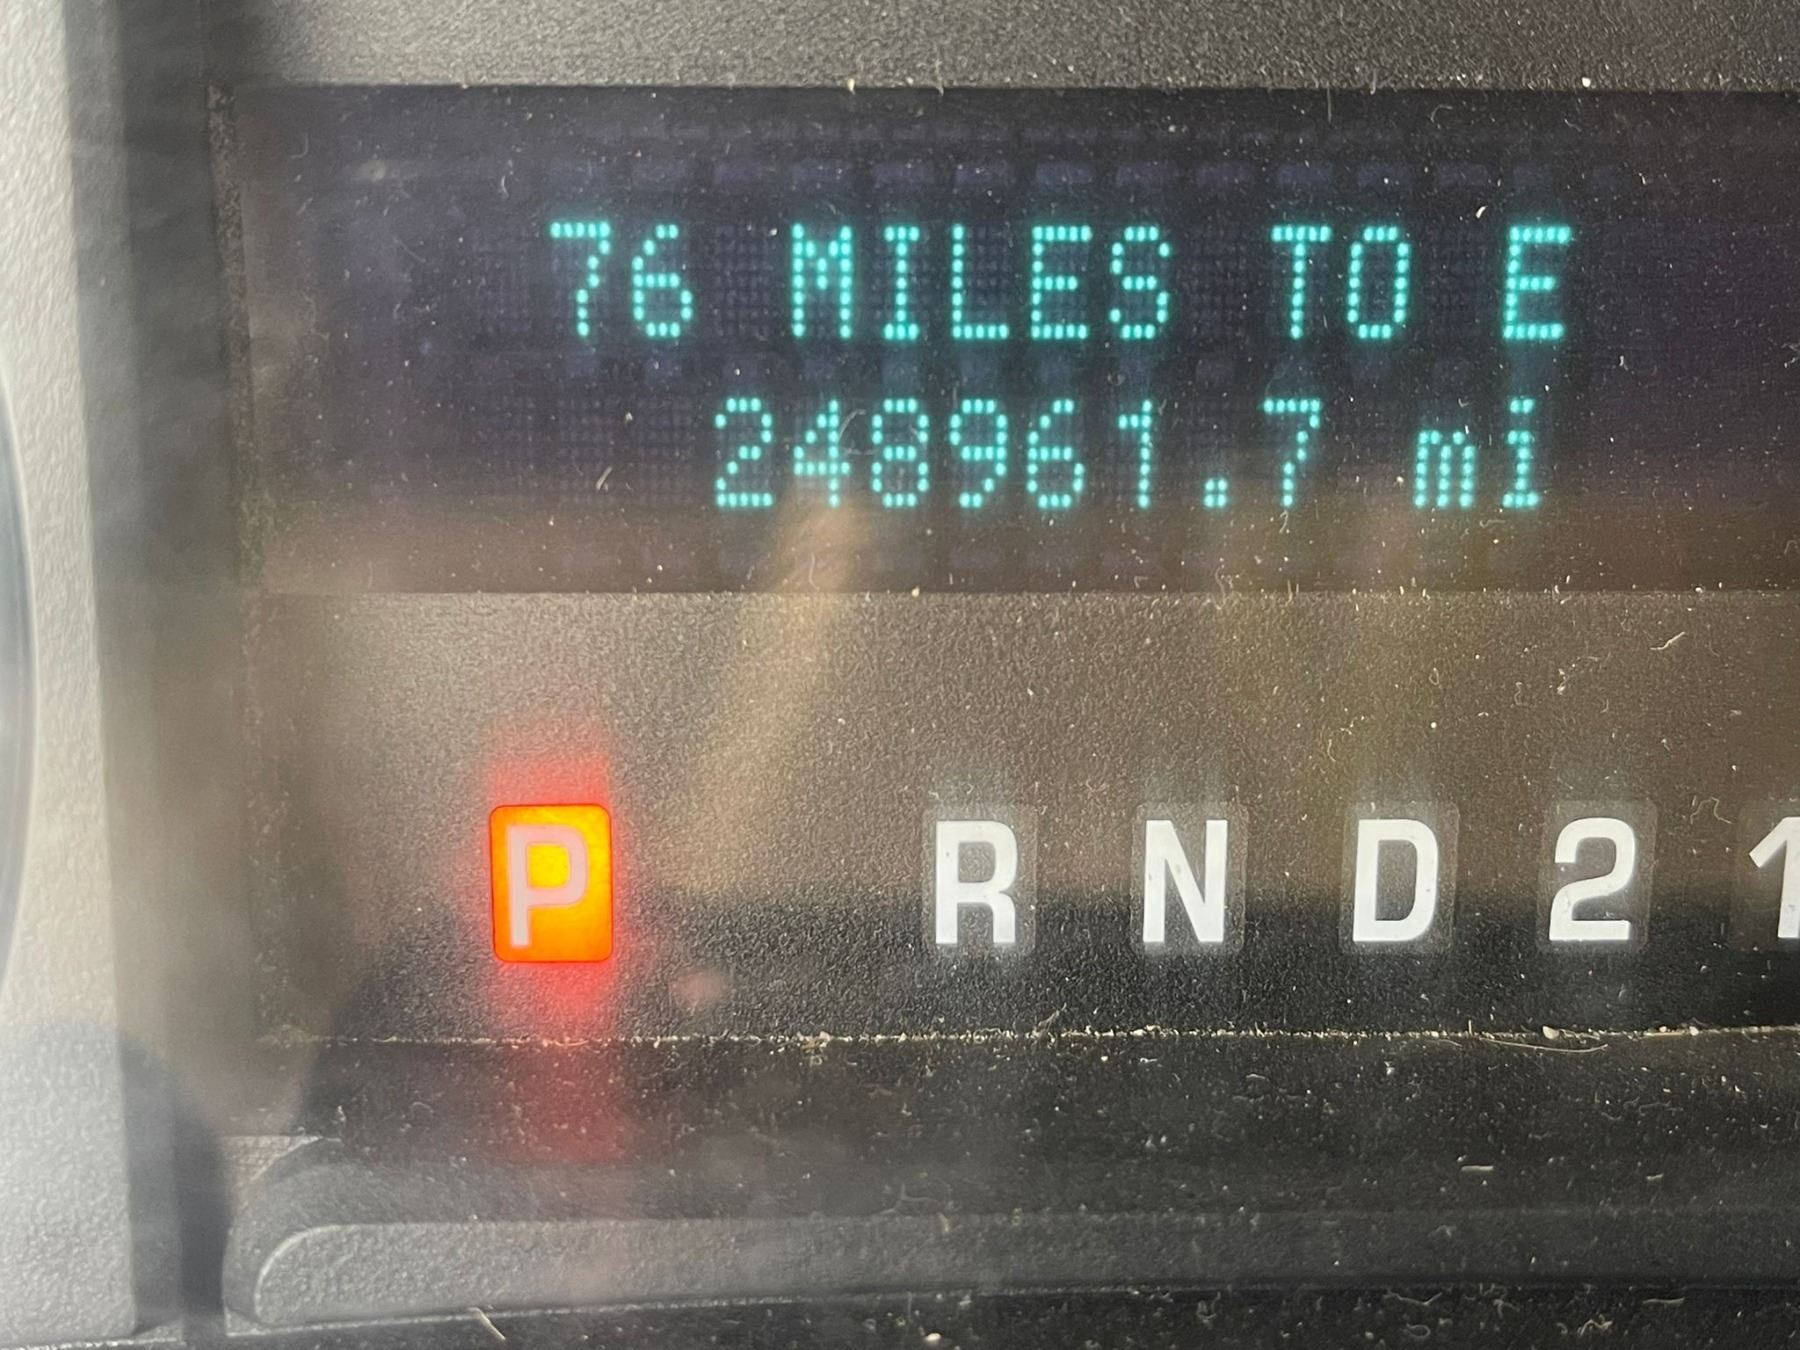 76 MILES TO E
248961.7 mi
P R N D 2 1